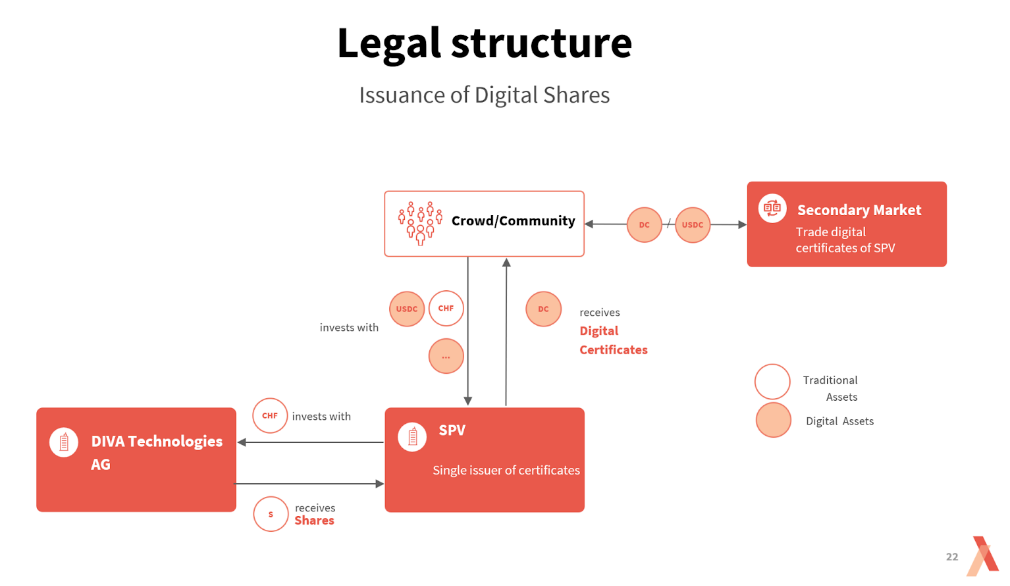 Legal structure
Issuance of Digital Shares
Crowd/Community
DC
/
USDC
Secondary Market
Trade digital
certificates of SPV
USDC
CHF
...
invests with
DC
receives
Digital
Certificates
Traditional
Assets
Digital Assets
DIVA Technologies
AG
CHF
invests with
SPV
Single issuer of certificates
S
receives
Shares
22